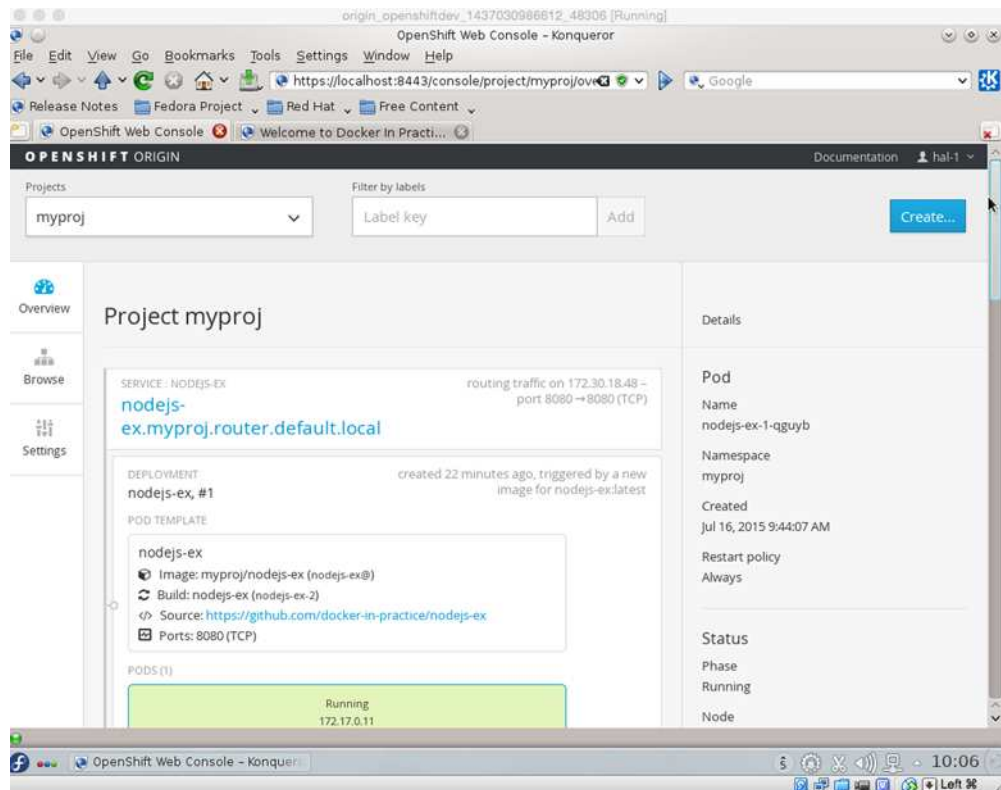 origin_openshiftdev_1437030986612_48306 [Running]
OpenShift Web Console – Konqueror
File Edit View Go Bookmarks Tools Settings Window Help
https://localhost:8443/console/project/myproj/ove
Google
Release Notes Fedora Project Red Hat Free Content
OpenShift Web Console Welcome to Docker In Practi...
OPENSHIFT ORIGIN Documentation hal-1
Projects
myproj
Filter by labels
Label key Add
Create...
Overview
Browse
Settings
Project myproj
SERVICE : NODEJS-EX
nodejs-
ex.myproj.router.default.local
routing traffic on 172.30.18.48 –
port 8080 →8080 (TCP)
DEPLOYMENT
nodejs-ex, #1
created 22 minutes ago, triggered by a new
image for nodejs-ex:latest
POD TEMPLATE
nodejs-ex
Image: myproj/nodejs-ex (nodejs-ex@)
Build: nodejs-ex (nodejs-ex-2)
</> Source: https://github.com/docker-in-practice/nodejs-ex
Ports: 8080 (TCP)
PODS (1)
Running
172.17.0.11
Details
Pod
Name
nodejs-ex-1-qguyb
Namespace
myproj
Created
Jul 16, 2015 9:44:07 AM
Restart policy
Always
Status
Phase
Running
Node
OpenShift Web Console – Konquer
10:06
Left ⌘